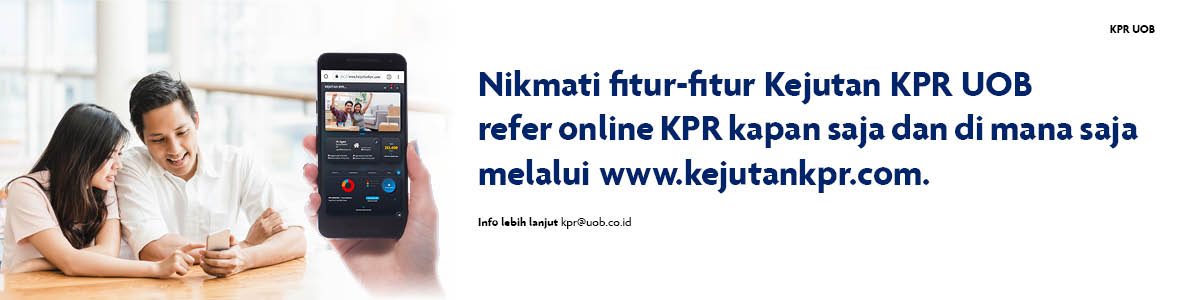 KPR UOB
Nikmati fitur-fitur Kejutan KPR UOB
refer online KPR kapan saja dan di mana saja
melalui www.kejutankpr.com.
Info lebih lanjut kpr@uob.co.id